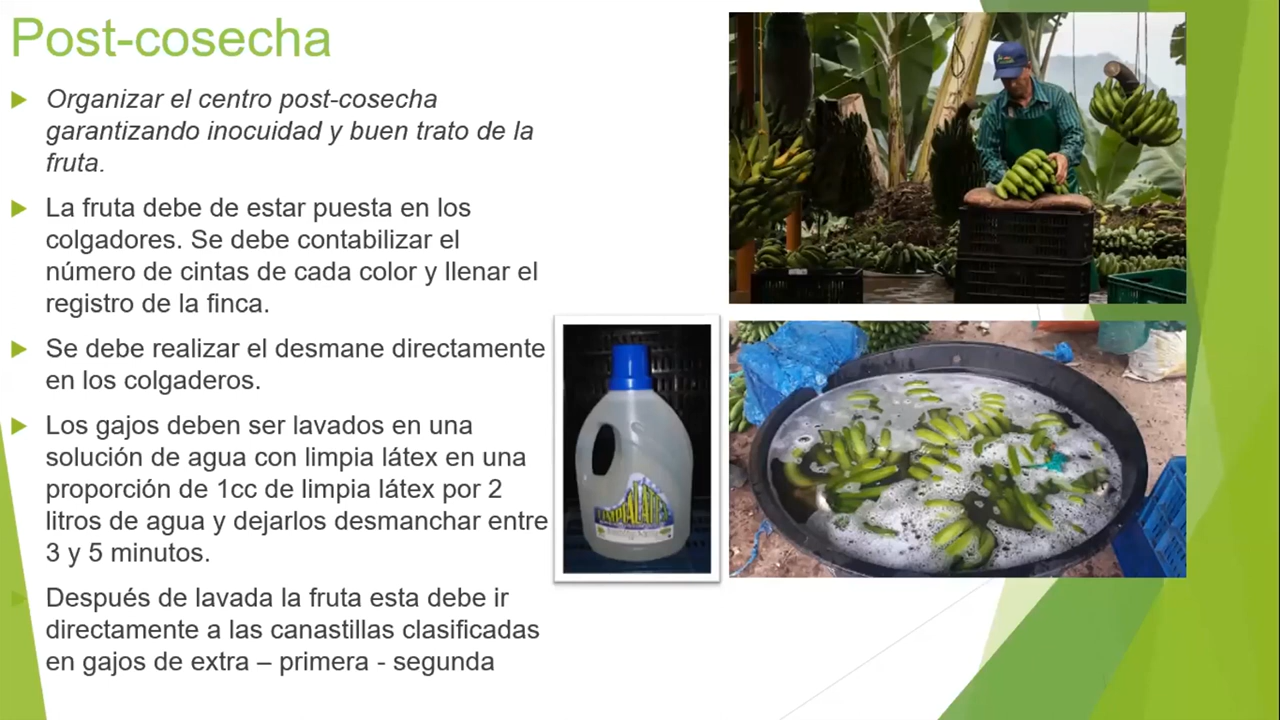 Post-cosecha
Organizar el centro post-cosecha
garantizando inocuidad y buen trato de la
fruta.
La fruta debe de estar puesta en los
colgadores. Se debe contabilizar el
número de cintas de cada color y llenar el
registro de la finca.
Se debe realizar el desmane directamente
en los colgaderos.
Los gajos deben ser lavados en una
solución de agua con limpia látex en una
proporción de 1cc de limpia látex por 2
litros de agua y dejarlos desmanchar entre
3 y 5 minutos.
Después de lavada la fruta esta debe ir
directamente a las canastillas clasificadas
en gajos de extra – primera - segunda
LIMPIALATEX